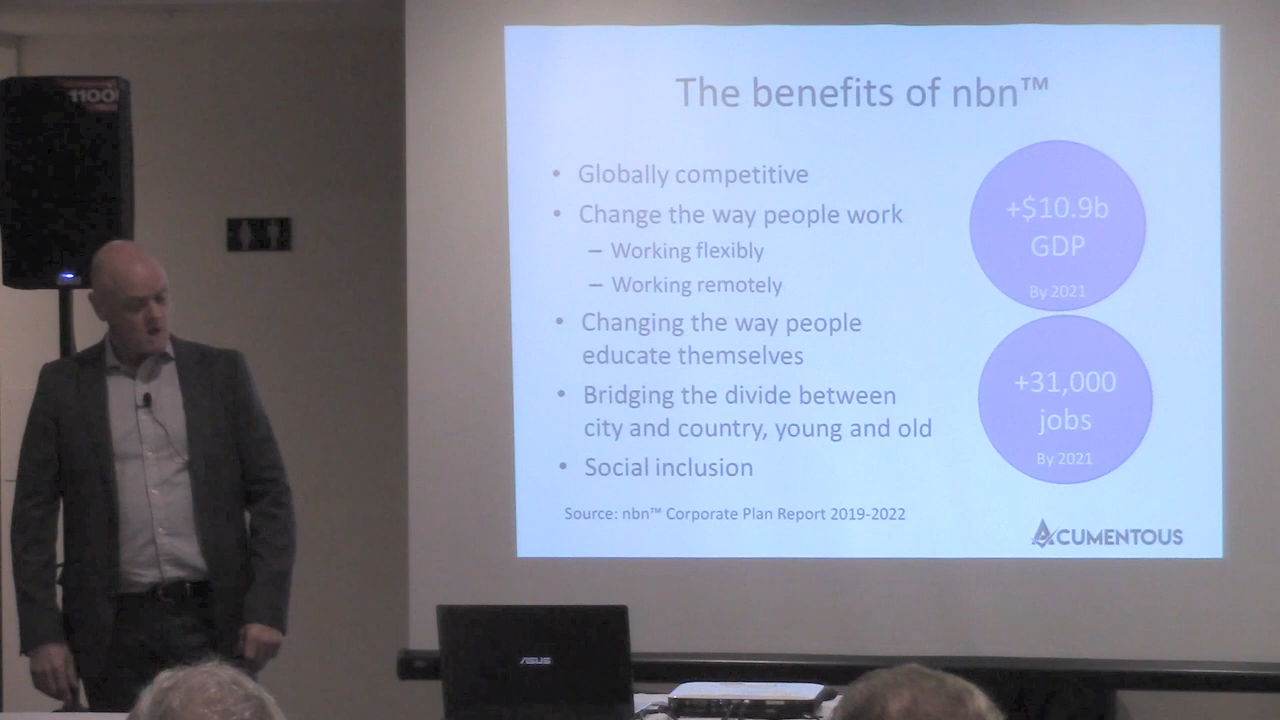 1100
The benefits of nbn™
• Globally competitive
• Change the way people work
– Working flexibly
– Working remotely
• Changing the way people
educate themselves
• Bridging the divide between
city and country, young and old
• Social inclusion
Source: nbn™ Corporate Plan Report 2019-2022
+$10.9b
GDP
By 2021
+31,000
jobs
By 2021
ACUMENTOUS
ASUS